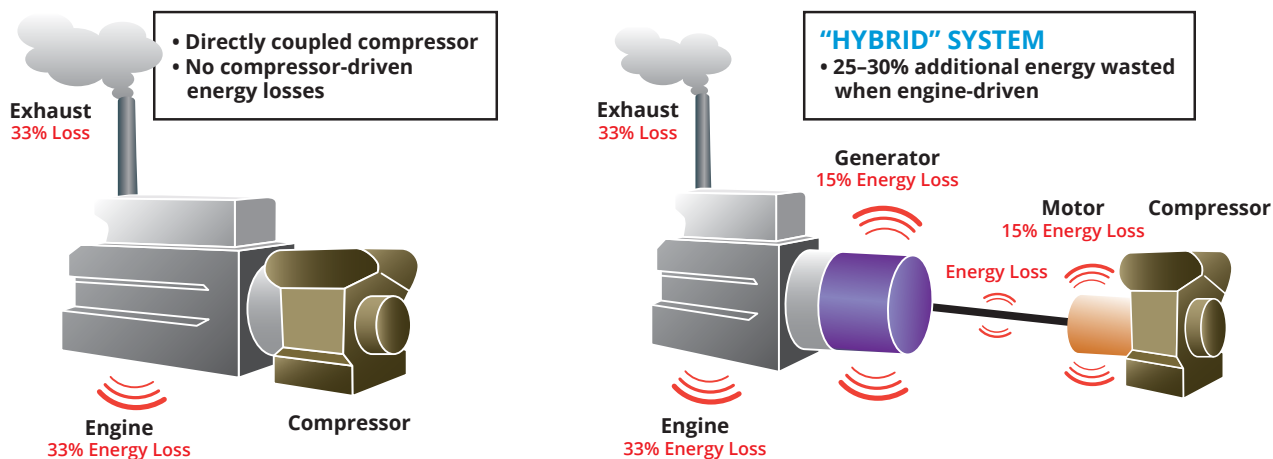 • Directly coupled compressor
• No compressor-driven
energy losses
Exhaust
33% Loss
Engine
33% Energy Loss
Compressor
“HYBRID” SYSTEM
• 25–30% additional energy wasted
when engine-driven
Exhaust
33% Loss
Generator
15% Energy Loss
Motor
15% Energy Loss
Compressor
Energy Loss
Engine
33% Energy Loss